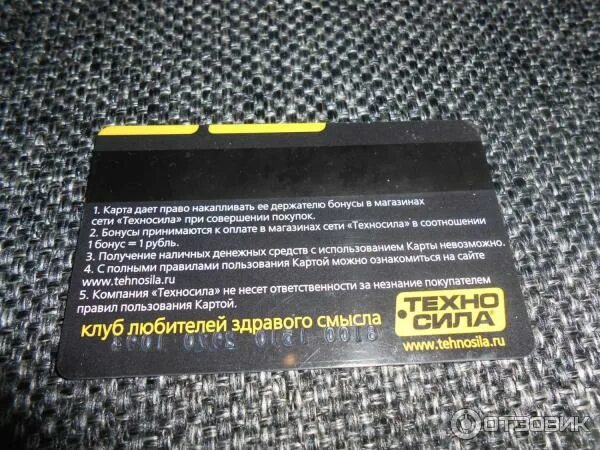 1. Карта дает право накапливать ее держателю бонусы в магазинах
сети «Техносила» при совершении покупок.
2. Бонусы принимаются к оплате в магазинах сети «Техносила» в соотношении
1 бонус = 1 рубль.
3. Получение наличных денежных средств с использованием Карты невозможно.
4. С полными правилами пользования Картой можно ознакомиться на сайте
www.tehnosila.ru
5. Компания «Техносила» не несет ответственности за незнание покупателем
правил пользования Картой.
клуб любителей здравого смысла
ТЕХНО
СИЛА
www.tehnosila.ru
ОТЗОВИК